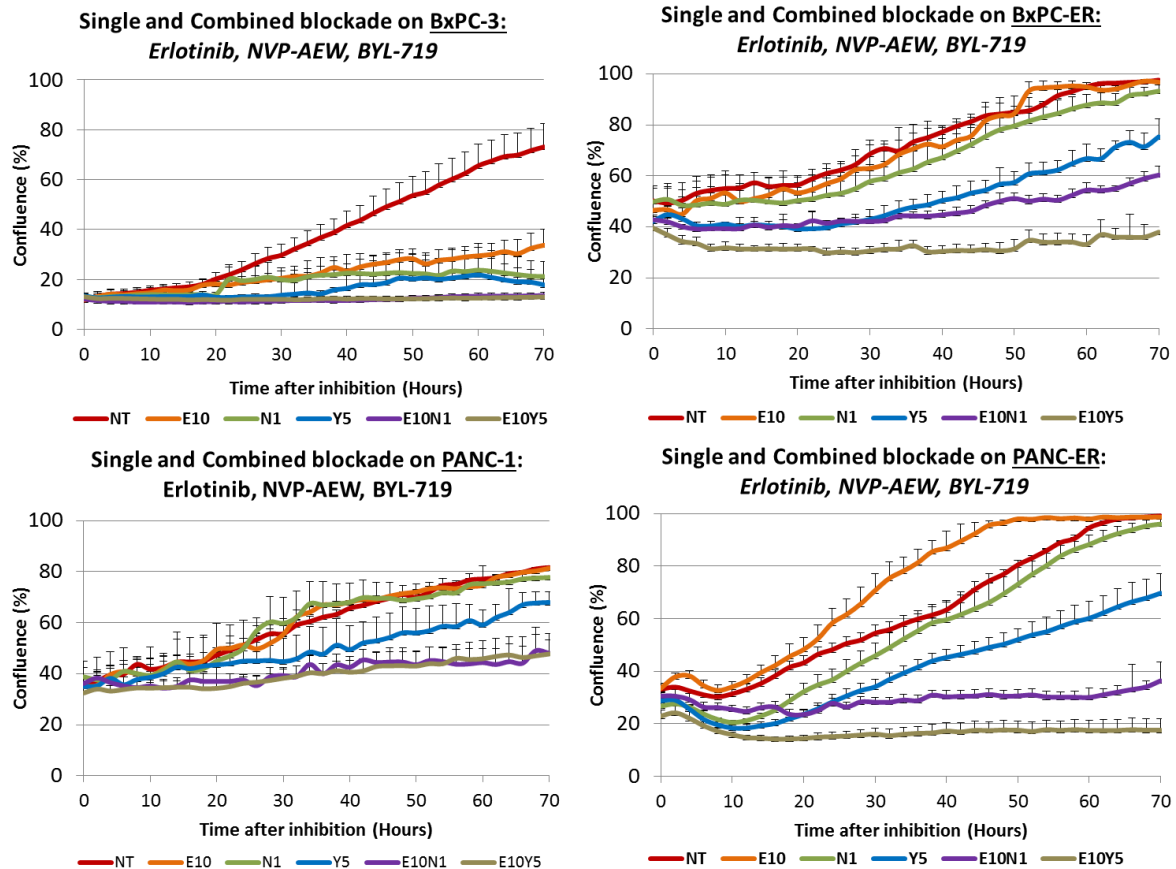 Single and Combined blockade on BxPC-3:
Erlotinib, NVP-AEW, BYL-719
Confluence (%)
100
80
60
40
20
0
0 10 20 30 40 50 60 70
Time after inhibition (Hours)
NT E10 N1 Y5 E10N1 E10Y5
Single and Combined blockade on BxPC-ER:
Erlotinib, NVP-AEW, BYL-719
Confluence (%)
100
80
60
40
20
0
0 10 20 30 40 50 60 70
Time after inhibition (Hours)
NT E10 N1 Y5 E10N1 E10Y5
Single and Combined blockade on PANC-1:
Erlotinib, NVP-AEW, BYL-719
Confluence (%)
100
80
60
40
20
0
0 10 20 30 40 50 60 70
Time after inhibition (Hours)
NT E10 N1 Y5 E10N1 E10Y5
Single and Combined blockade on PANC-ER:
Erlotinib, NVP-AEW, BYL-719
Confluence (%)
100
80
60
40
20
0
0 10 20 30 40 50 60 70
Time after inhibition (Hours)
NT E10 N1 Y5 E10N1 E10Y5